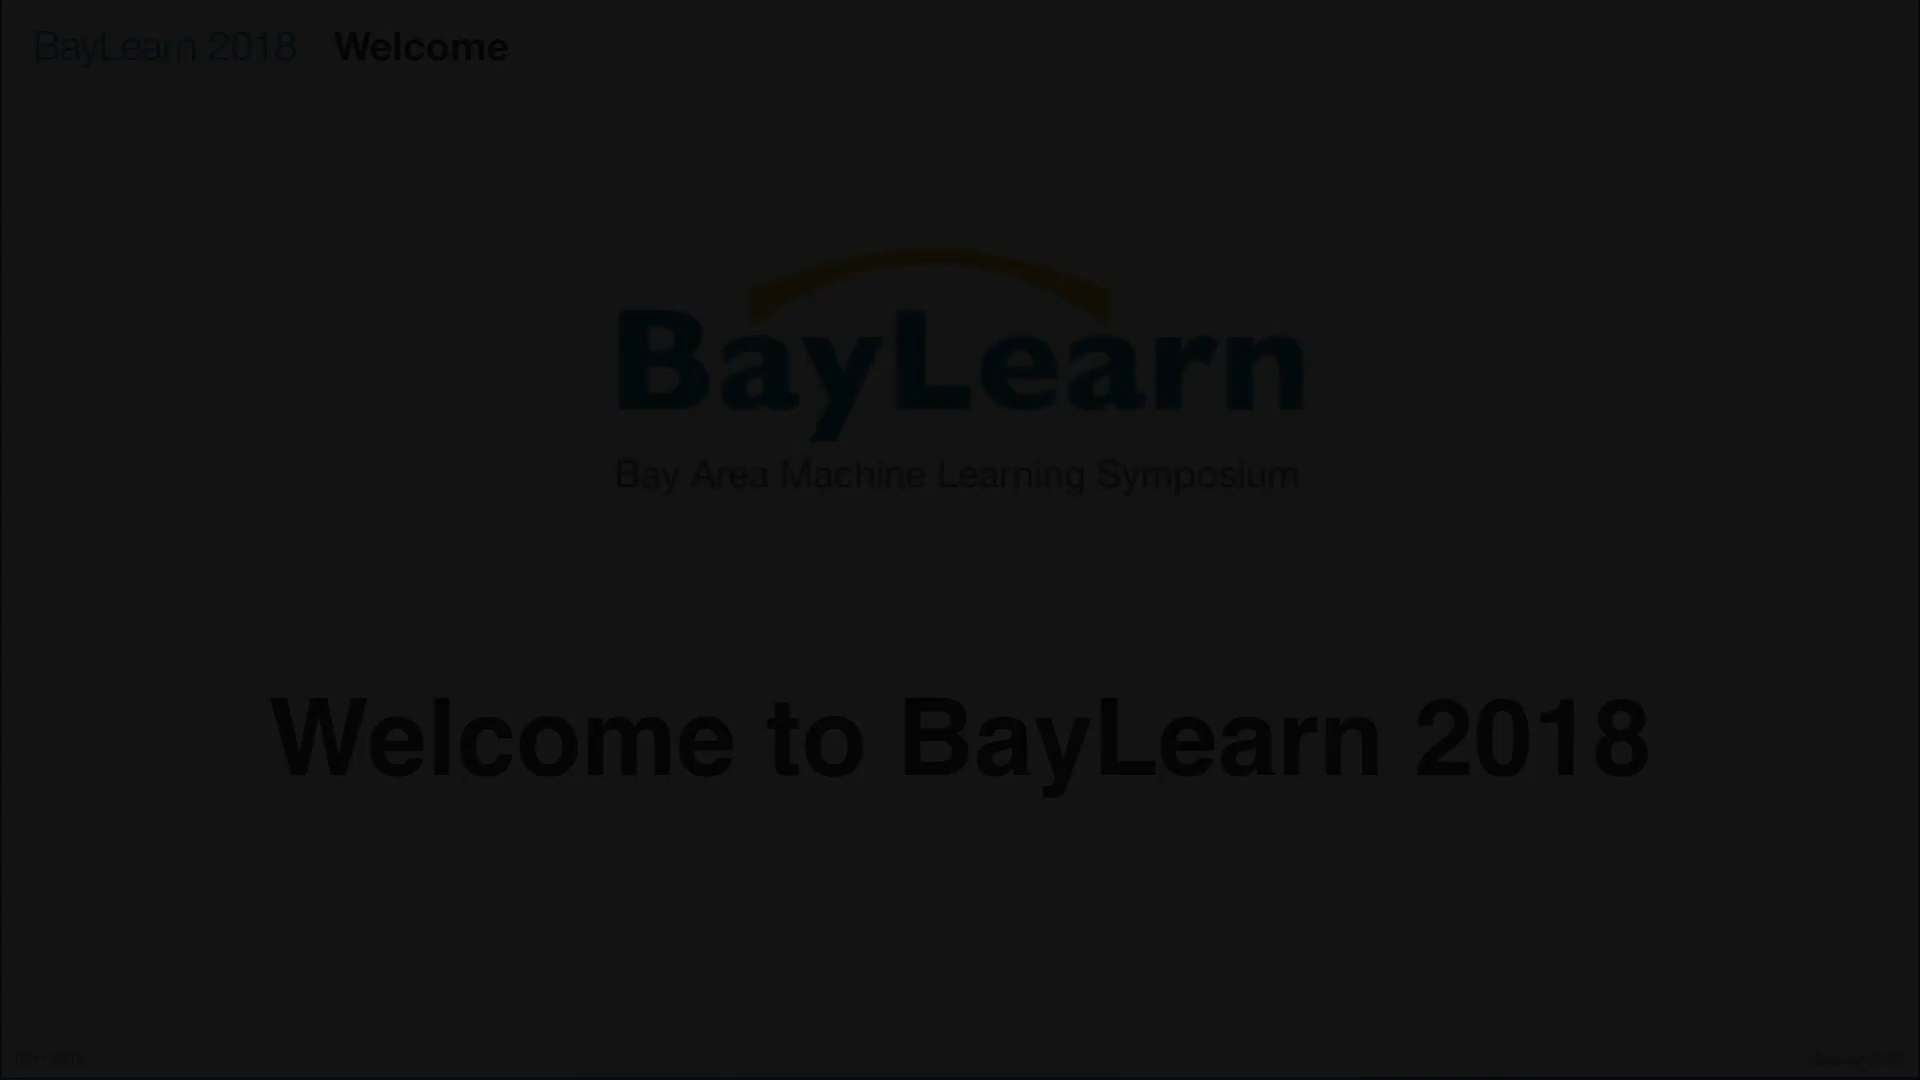 BayLearn 2018 Welcome
BayLearn
Bay Area Machine Learning Symposium
Welcome to BayLearn 2018